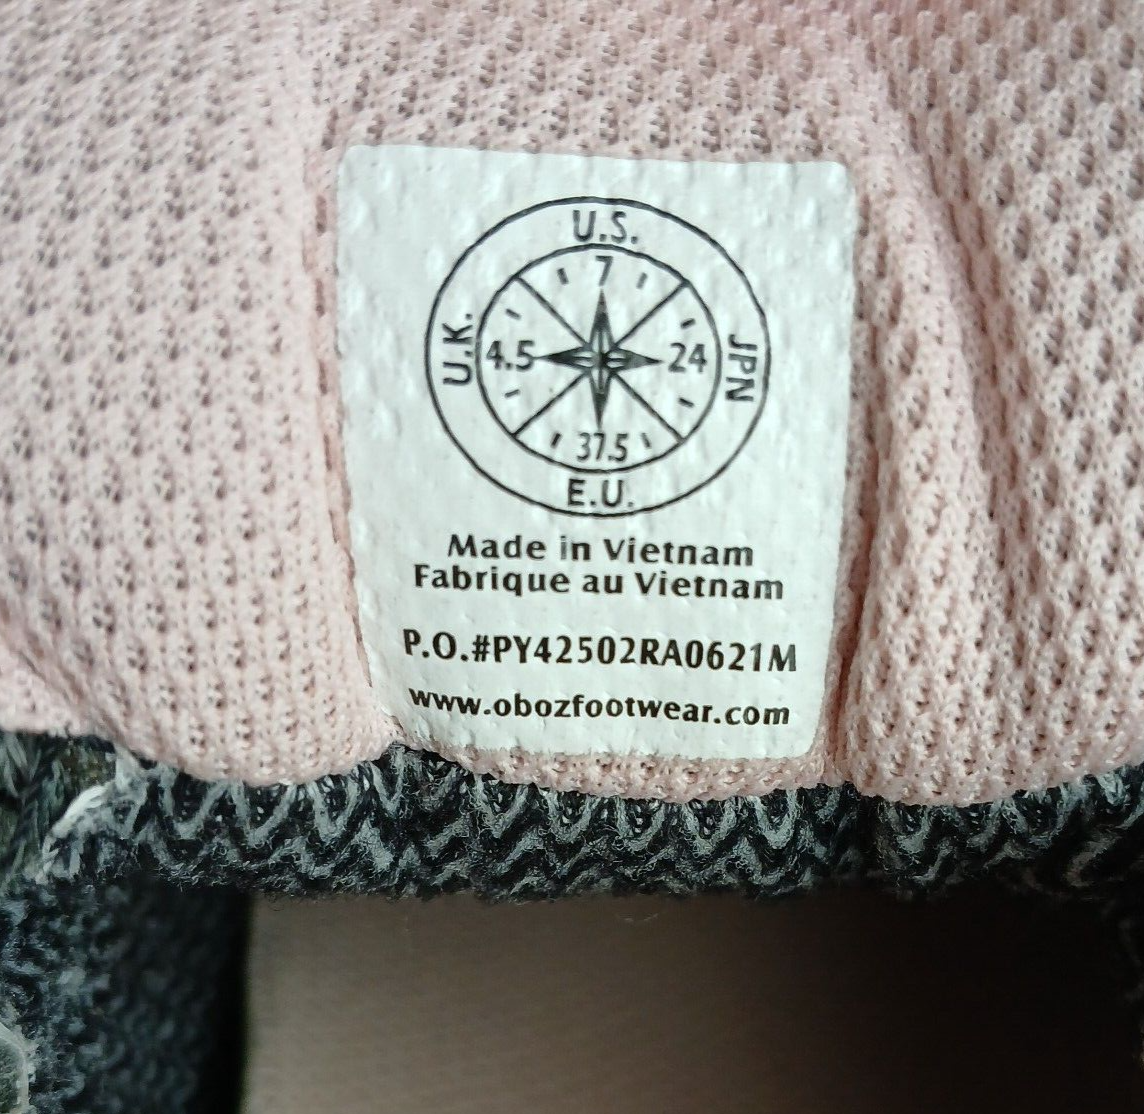 U.S.
7
U.K.
4.5
24
JPN
37.5
E.U.
Made in Vietnam
Fabrique au Vietnam
P.O.#PY42502RA0621M
www.obozfootwear.com